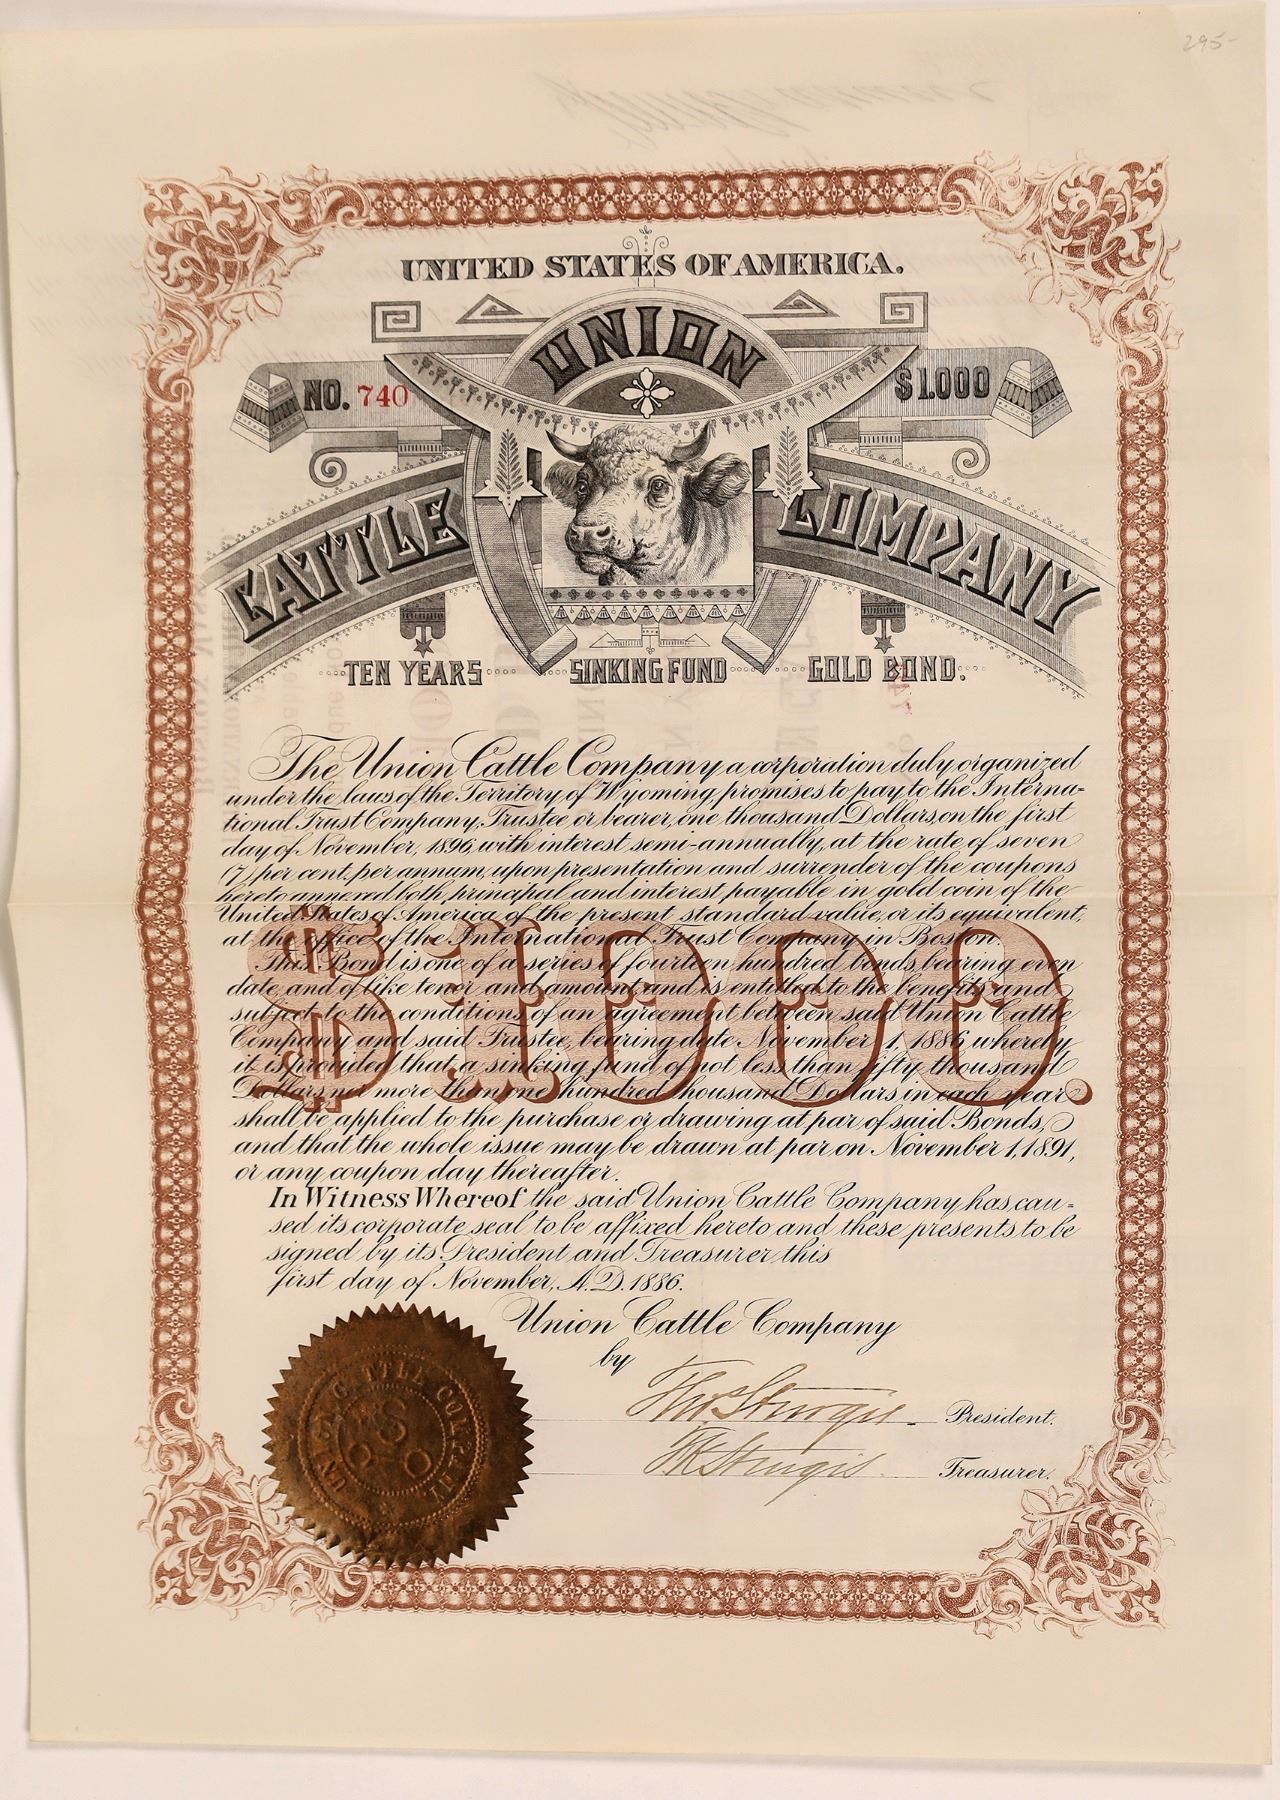 295-
UNITED STATES OF AMERICA.
UNION
NO. 740
$1.000
CATTLE COMPANY
TEN YEARS SINKING FUND GOLD BOND.
The Union Cattle Company a corporation duly organized
under the laws of the Territory of Wyoming, promises to pay to the Interna-
tional Trust Company, Trustee or bearer, one thousand Dollars, on the first
day of November, 1896, with interest semi-annually, at the rate of seven
(7) per cent, per annum, upon presentation and surrender of the coupons
hereto annexed both principal and interest payable in gold coin of the
United States of America of the present standard value, or its equivalent,
at the office of the International Trust Company in Boston.
This Bond is one of a series of fourteen hundred bonds, bearing even
date, and of like tenor and amount, and is entitled to the benefits and
subject to the conditions of an agreement between said Union Cattle
Company and said Trustee, bearing date November 1, 1886 whereby
it is provided that a sinking fund of not less than fifty thousand
Dollars nor more than one hundred thousand Dollars in each year
shall be applied to the purchase or drawing at par of said Bonds,
and that the whole issue may be drawn at par on November 1, 1891,
or any coupon day thereafter.
$1000.
In Witness Whereof the said Union Cattle Company has cau-
sed its corporate seal to be affixed hereto and these presents to be
signed by its President and Treasurer this
first day of November, A.D. 1886.
Union Cattle Company
by
Thos Sturgis President.
FK Sturgis Treasurer.
UNION CATTLE COMPANY